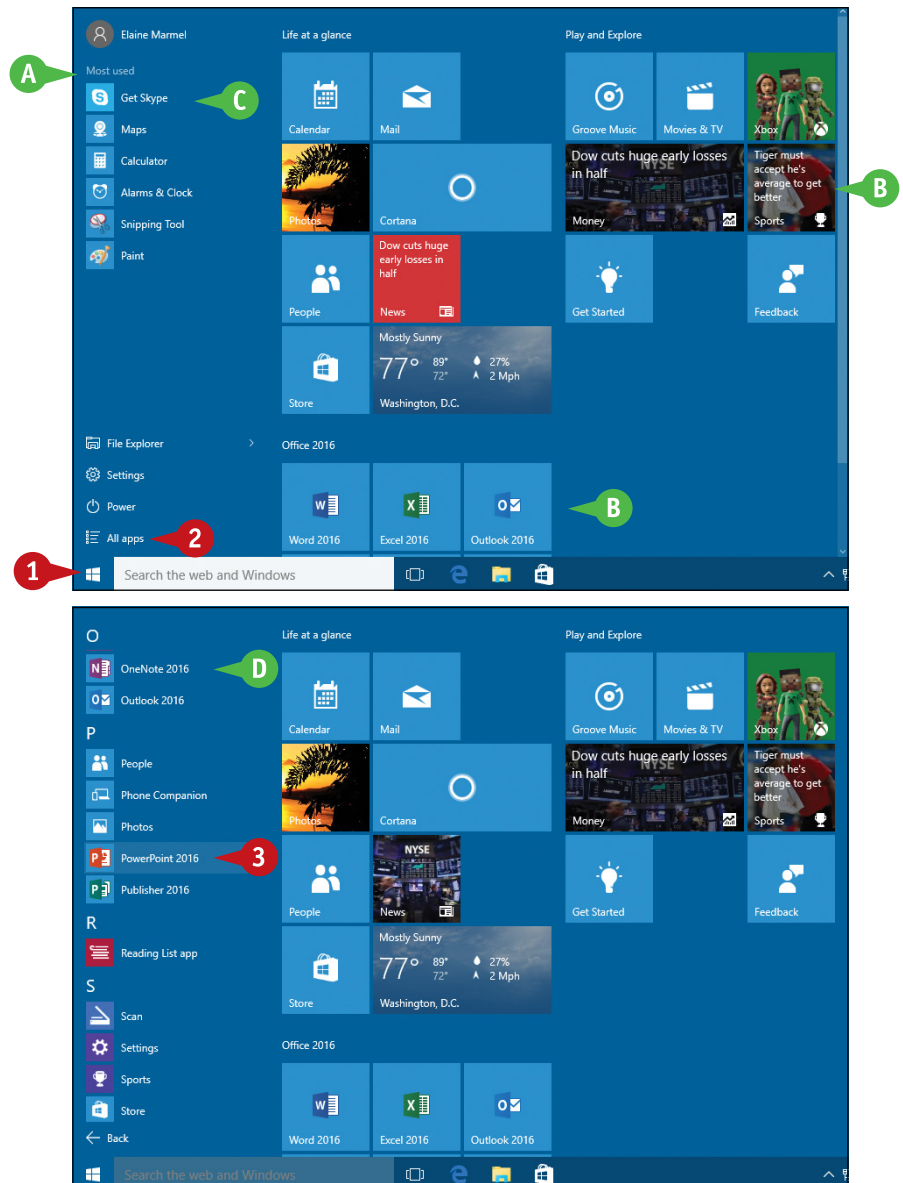 Elaine Marmel
Life at a glance
Play and Explore
A
Most used
Get Skype
C
Maps
Calculator
Alarms & Clock
Snipping Tool
Paint
Calendar
Mail
Groove Music
Movies & TV
Xbox
Photos
Cortana
Dow cuts huge early losses
in half
NYSE
Money
Tiger must
accept he's
average to get
better
Sports
B
People
Dow cuts huge
early losses in
half
News
Get Started
Feedback
Store
Mostly Sunny
77° 89° 27%
72° 2 Mph
Washington, D.C.
File Explorer
Settings
Power
All apps
2
Office 2016
Word 2016
Excel 2016
Outlook 2016
B
1
Search the web and Windows
O
OneNote 2016
D
Outlook 2016
P
People
Phone Companion
Photos
PowerPoint 2016
3
Publisher 2016
R
Reading List app
S
Scan
Settings
Sports
Store
Back
Life at a glance
Play and Explore
Calendar
Mail
Groove Music
Movies & TV
Xbox
Photos
Cortana
Dow cuts huge early losses
in half
NYSE
Money
Tiger must
accept he's
average to get
better
Sports
People
NYSE
News
Get Started
Feedback
Store
Mostly Sunny
77° 89° 27%
72° 2 Mph
Washington, D.C.
Office 2016
Word 2016
Excel 2016
Outlook 2016
Search the web and Windows